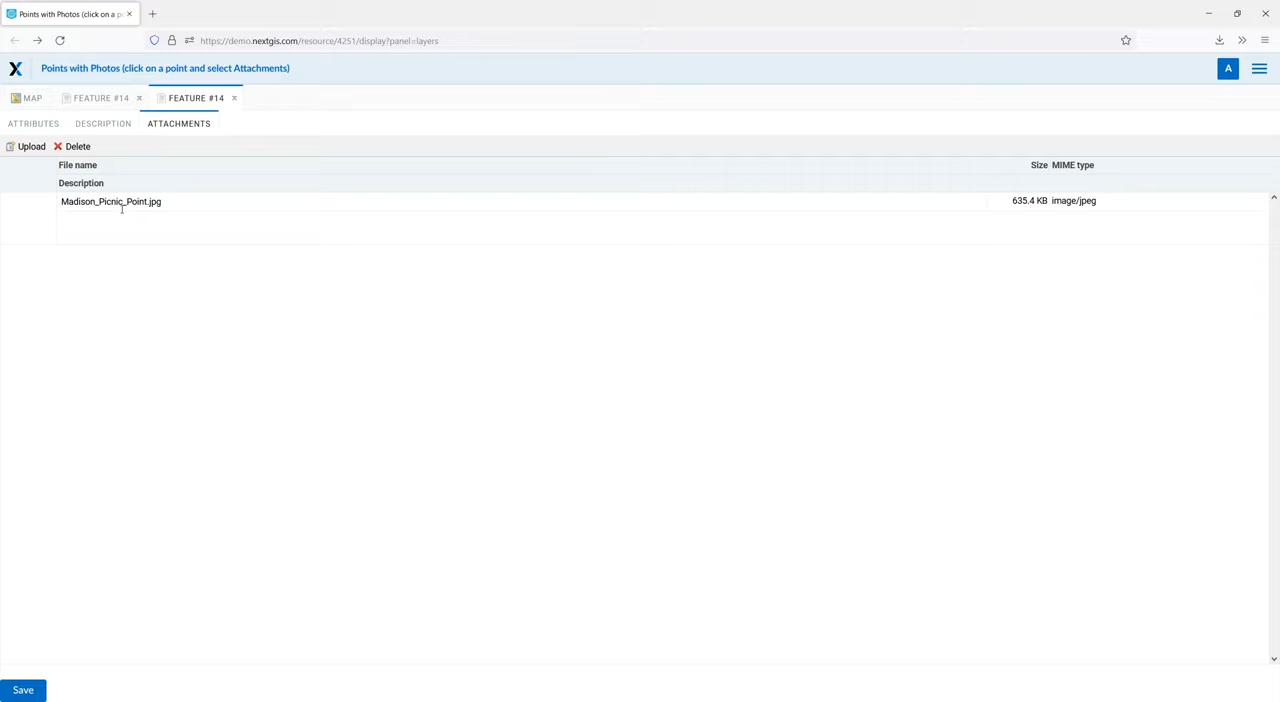 Points with Photos (click on a p
https://demo.nextgis.com/resource/4251/display?panel=layers
Points with Photos (click on a point and select Attachments)
A
MAP FEATURE #14 FEATURE #14
ATTRIBUTES DESCRIPTION ATTACHMENTS
Upload Delete
File name Size MIME type
Description
Madison_Picnic_Point.jpg 635.4 KB image/jpeg
Save